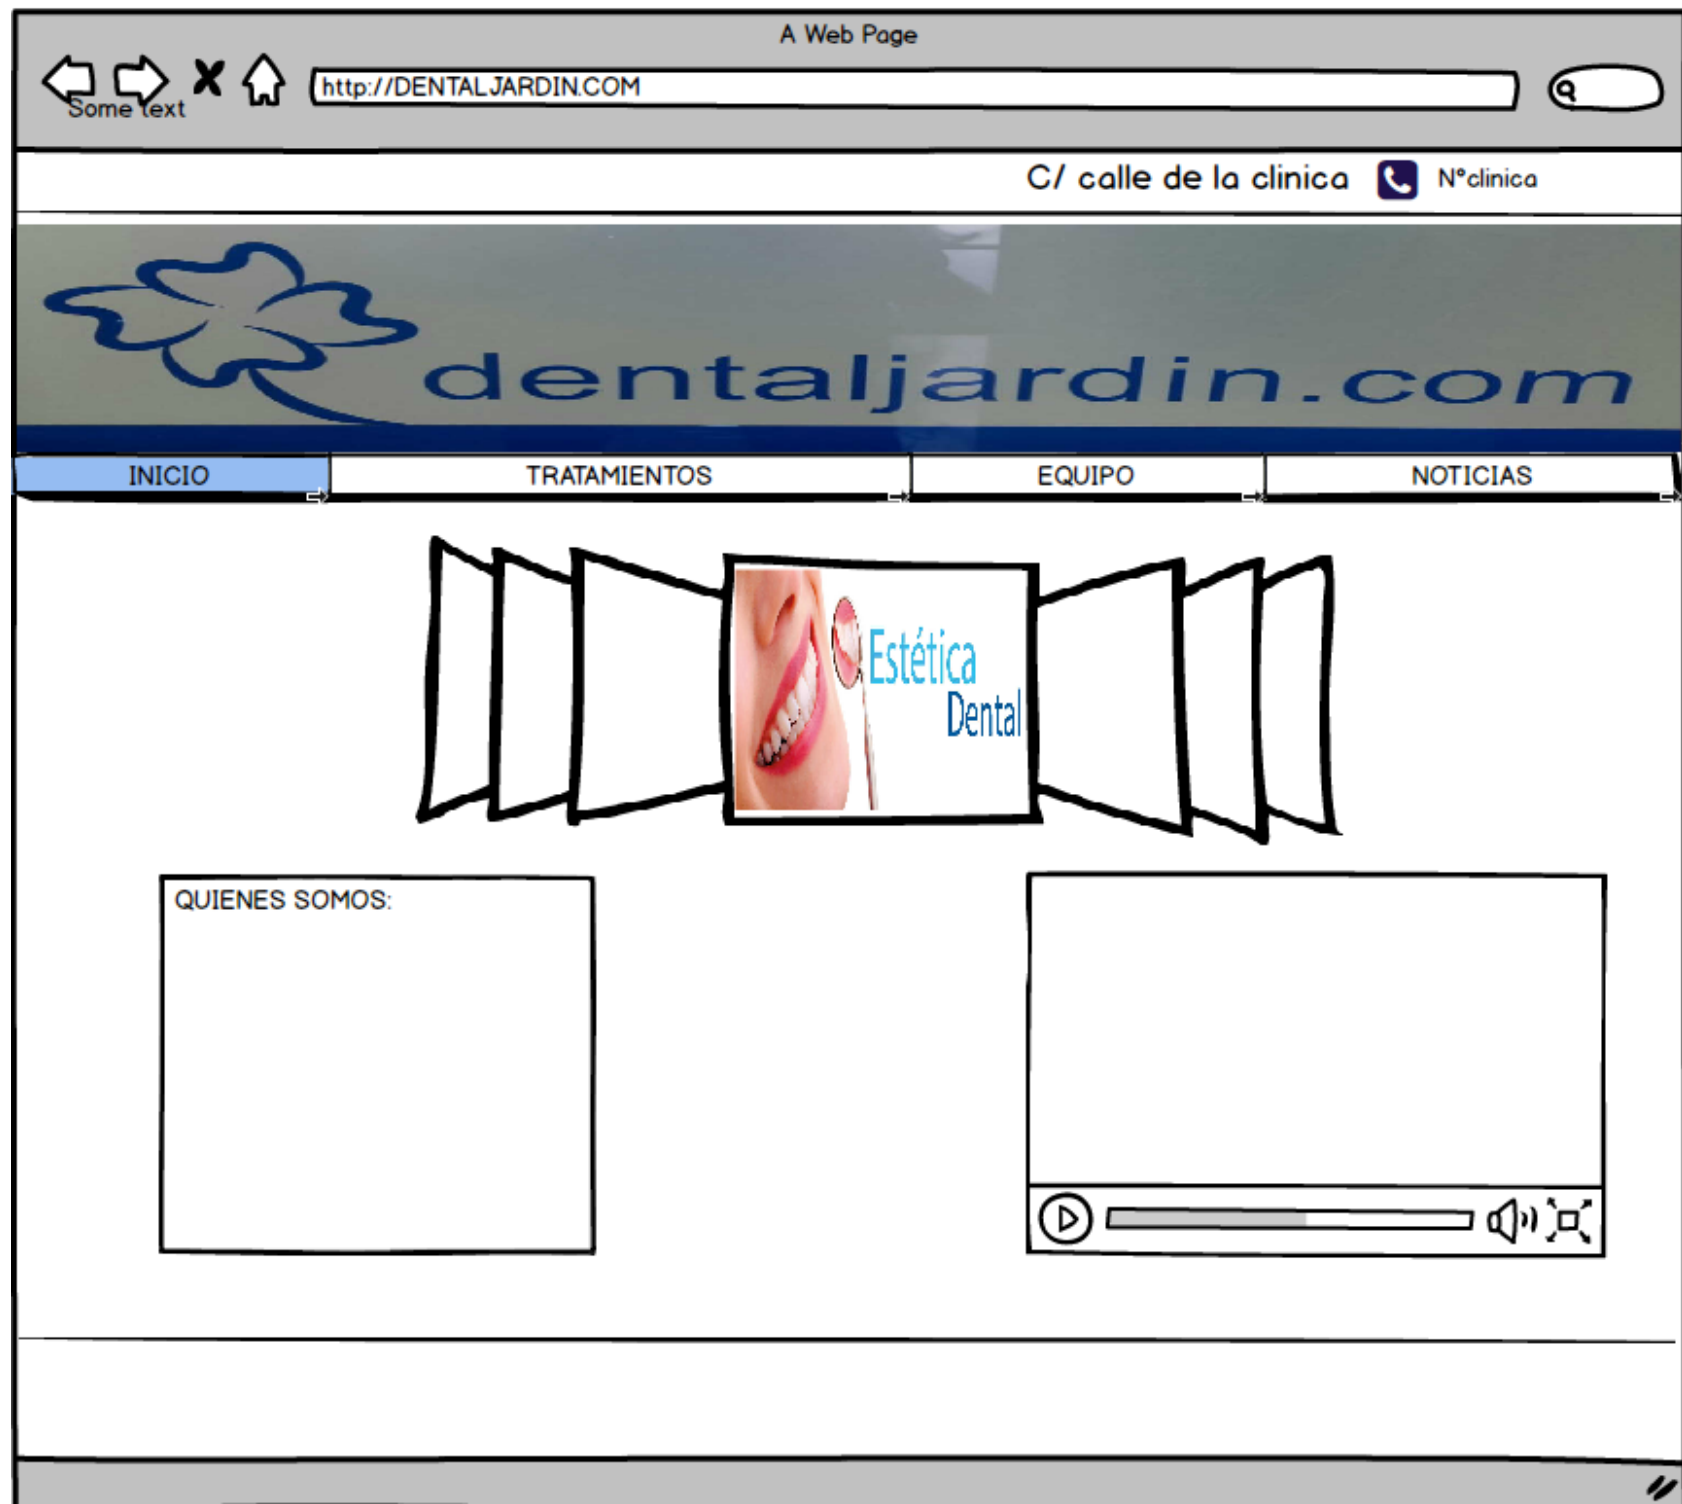 A Web Page
http://DENTALJARDIN.COM
Some text
C/ calle de la clinica
Nºclinica
dentaljardin.com
INICIO
TRATAMIENTOS
EQUIPO
NOTICIAS
Estética
Dental
QUIENES SOMOS: